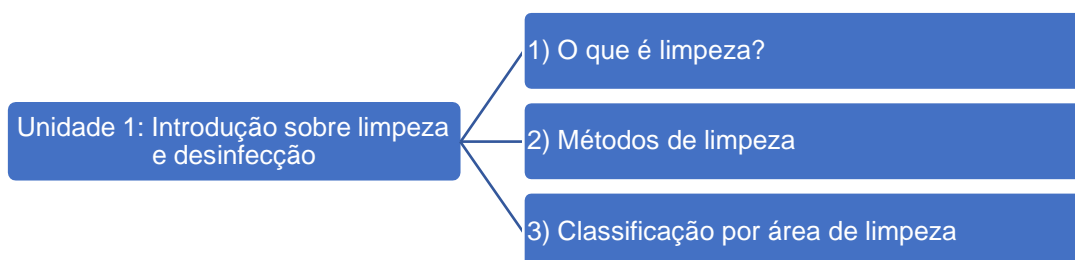 Unidade 1: Introdução sobre limpeza
e desinfecção
1) O que é limpeza?
2) Métodos de limpeza
3) Classificação por área de limpeza